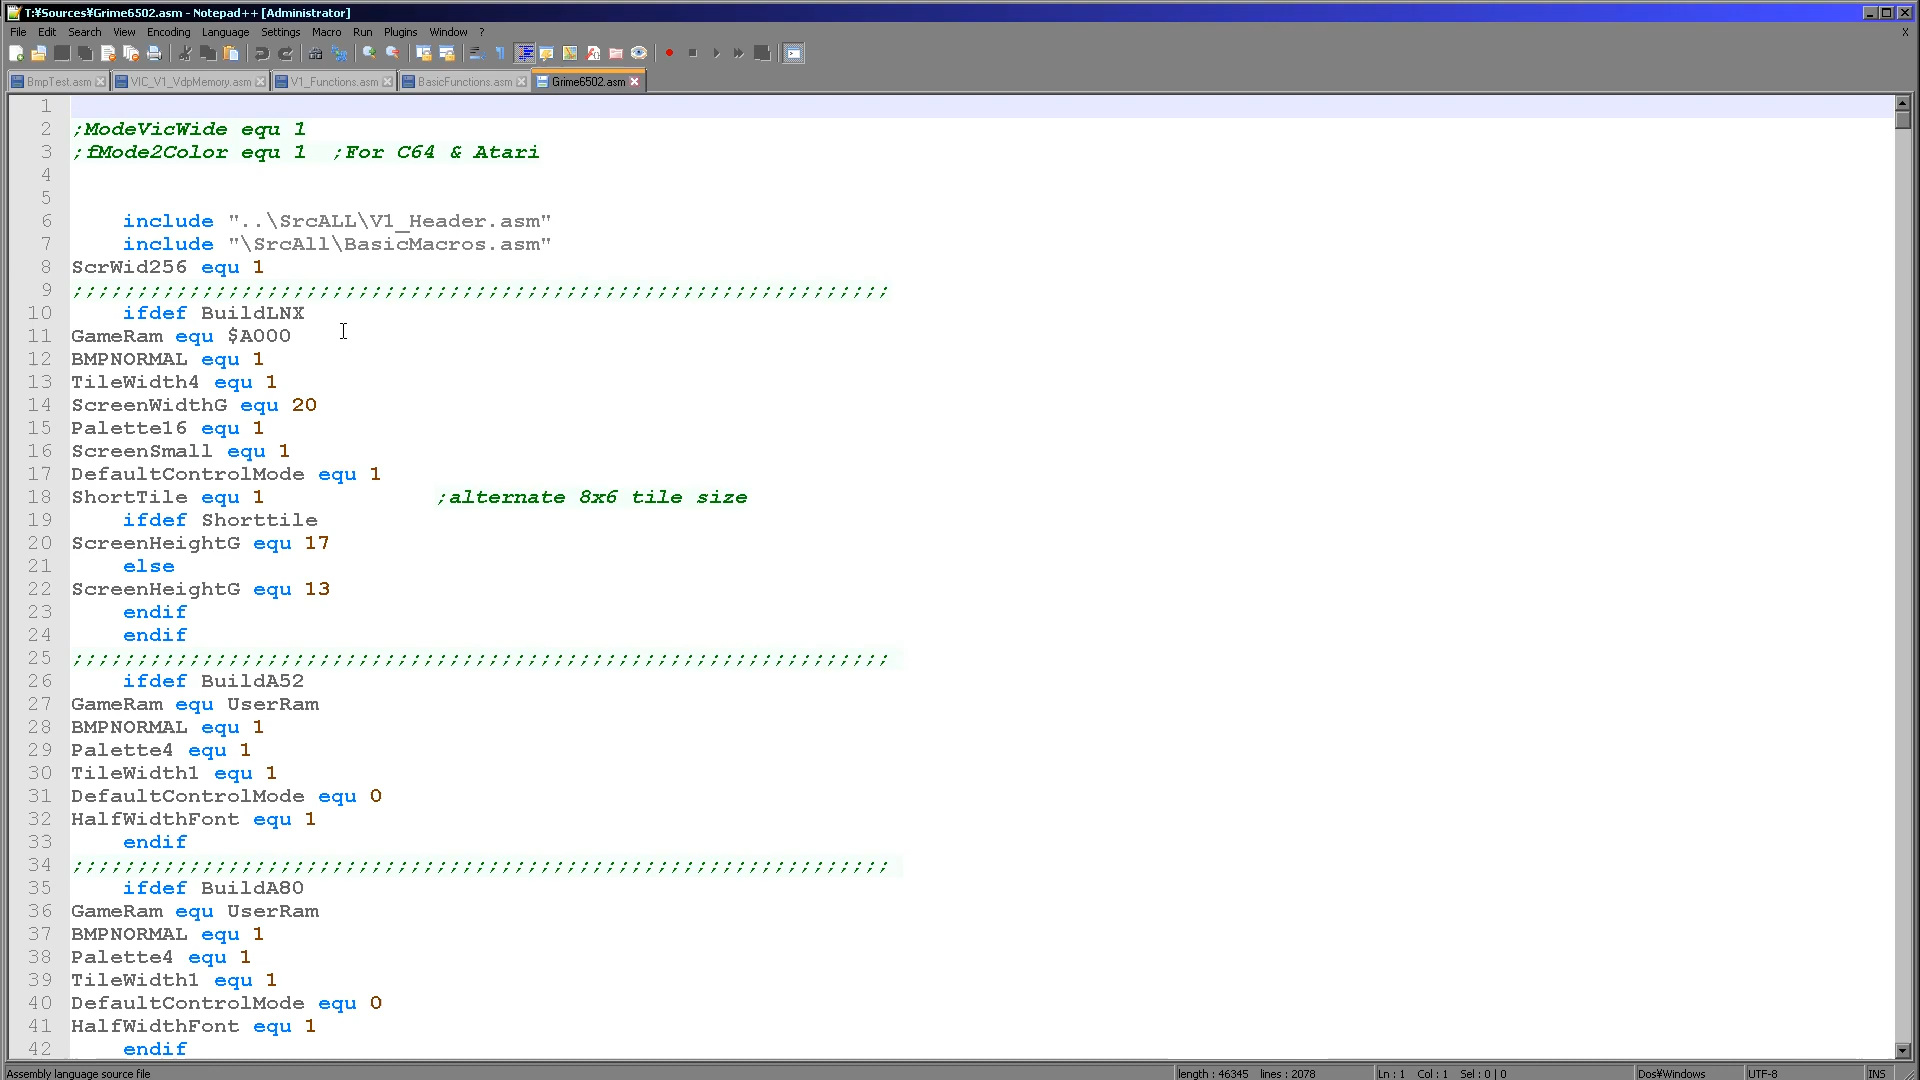 T:¥Sources¥Grime6502.asm - Notepad++ [Administrator]
File Edit Search View Encoding Language Settings Macro Run Plugins Window ? X
BmpTest.asm VIC_V1_VdpMemory.asm V1_Functions.asm BasicFunctions.asm Grime6502.asm
1
2 ;ModeVicWide equ 1
3 ;fMode2Color equ 1 ;For C64 & Atari
4
5
6 include "..\SrcALL\V1_Header.asm"
7 include "\SrcAll\BasicMacros.asm"
8 ScrWid256 equ 1
9 ;;;;;;;;;;;;;;;;;;;;;;;;;;;;;;;;;;;;;;;;;;;;;;;;;;;;;;;;;;;;;;;
10 ifdef BuildLNX
11 GameRam equ $A000
12 BMPNORMAL equ 1
13 TileWidth4 equ 1
14 ScreenWidthG equ 20
15 Palette16 equ 1
16 ScreenSmall equ 1
17 DefaultControlMode equ 1
18 ShortTile equ 1 ;alternate 8x6 tile size
19 ifdef Shorttile
20 ScreenHeightG equ 17
21 else
22 ScreenHeightG equ 13
23 endif
24 endif
25 ;;;;;;;;;;;;;;;;;;;;;;;;;;;;;;;;;;;;;;;;;;;;;;;;;;;;;;;;;;;;;;;
26 ifdef BuildA52
27 GameRam equ UserRam
28 BMPNORMAL equ 1
29 Palette4 equ 1
30 TileWidth1 equ 1
31 DefaultControlMode equ 0
32 HalfWidthFont equ 1
33 endif
34 ;;;;;;;;;;;;;;;;;;;;;;;;;;;;;;;;;;;;;;;;;;;;;;;;;;;;;;;;;;;;;;;
35 ifdef BuildA80
36 GameRam equ UserRam
37 BMPNORMAL equ 1
38 Palette4 equ 1
39 TileWidth1 equ 1
40 DefaultControlMode equ 0
41 HalfWidthFont equ 1
42 endif
Assembly language source file length : 46345 lines : 2078 Ln : 1 Col : 1 Sel : 0 | 0 Dos¥Windows UTF-8 INS